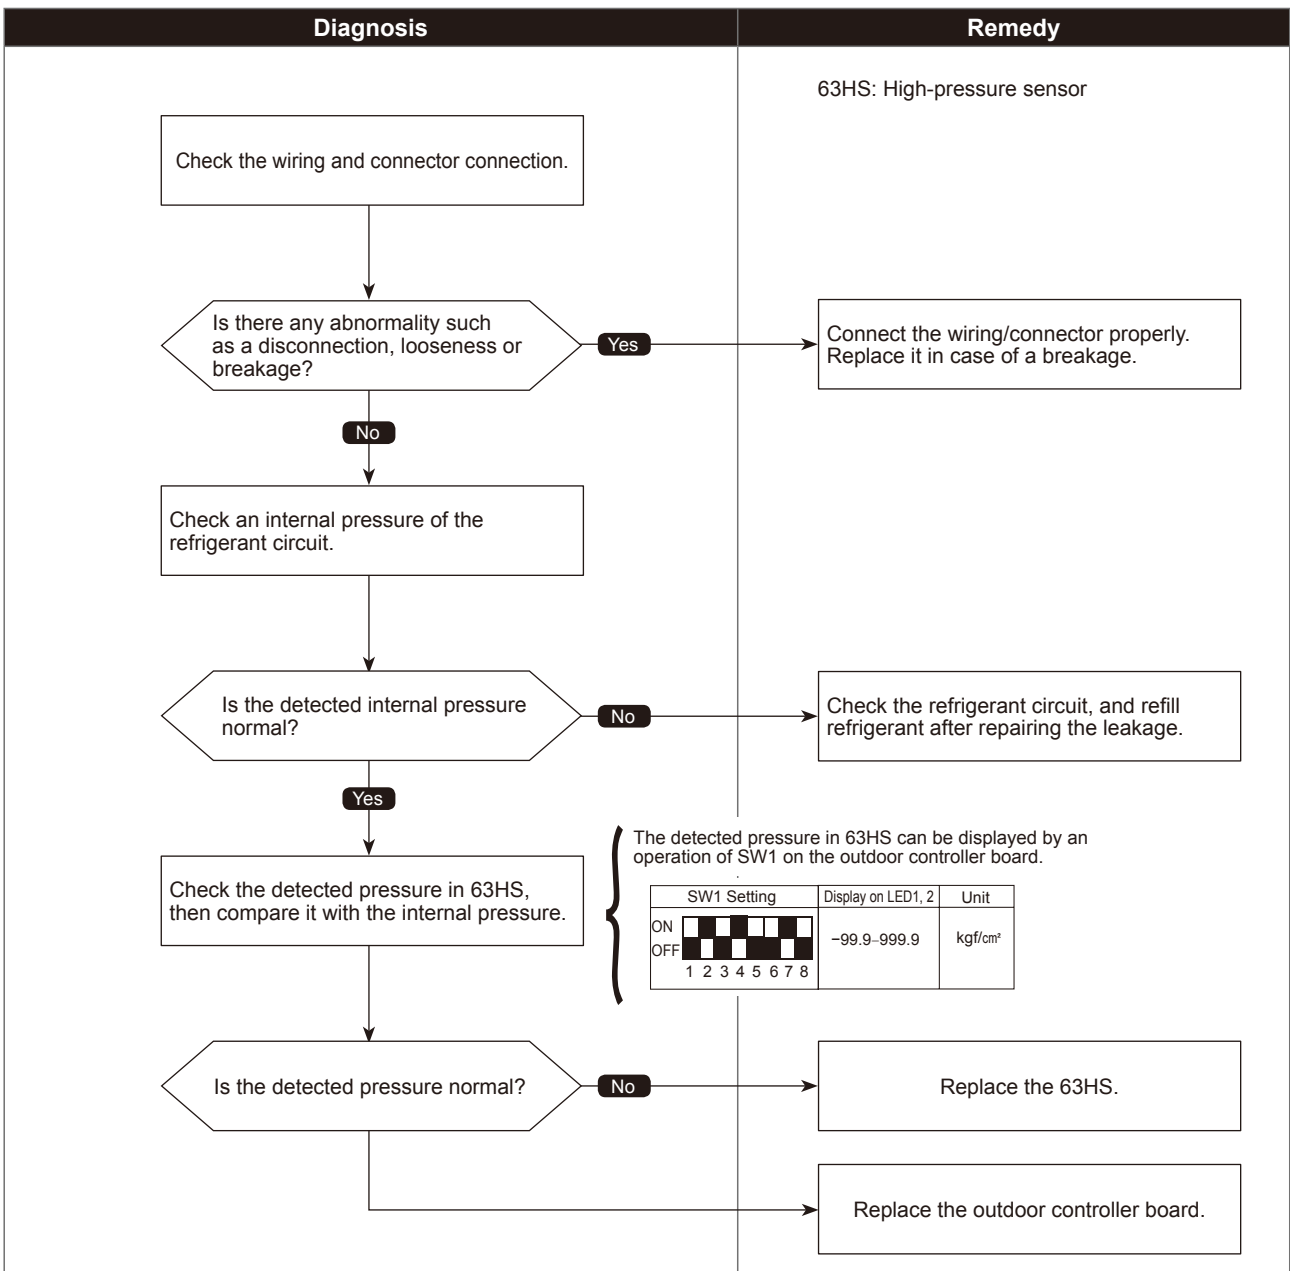 Diagnosis
Remedy
63HS: High-pressure sensor
Check the wiring and connector connection.
Is there any abnormality such
as a disconnection, looseness or
breakage?
Yes
Connect the wiring/connector properly.
Replace it in case of a breakage.
No
Check an internal pressure of the
refrigerant circuit.
Is the detected internal pressure
normal?
No
Check the refrigerant circuit, and refill
refrigerant after repairing the leakage.
Yes
The detected pressure in 63HS can be displayed by an
operation of SW1 on the outdoor controller board.
Check the detected pressure in 63HS,
then compare it with the internal pressure.
SW1 Setting
Display on LED1, 2
Unit
ON
OFF
1 2 3 4 5 6 7 8
−99.9–999.9
kgf/cm²
Is the detected pressure normal?
No
Replace the 63HS.
Replace the outdoor controller board.